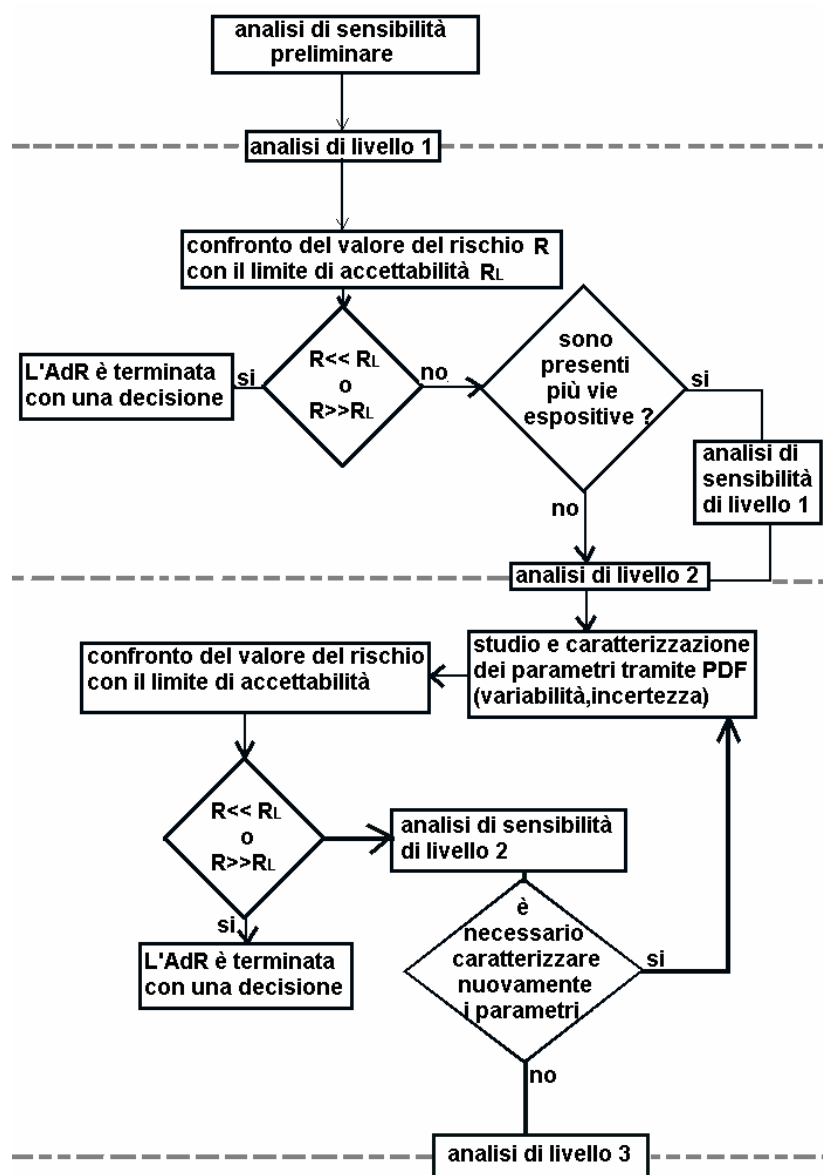 analisi di sensibilità
preliminare
analisi di livello 1
confronto del valore del rischio R
con il limite di accettabilità RL
R<< RL
o
R>>RL
si
no
L'AdR è terminata
con una decisione
sono
presenti
più vie
espositive ?
si
no
analisi di
sensibilità
di livello 1
analisi di livello 2
studio e caratterizzazione
dei parametri tramite PDF
(variabilità,incertezza)
confronto del valore del rischio
con il limite di accettabilità
R<< RL
o
R>>RL
si
L'AdR è terminata
con una decisione
analisi di sensibilità
di livello 2
è
necessario
caratterizzare
nuovamente
i parametri
si
no
analisi di livello 3